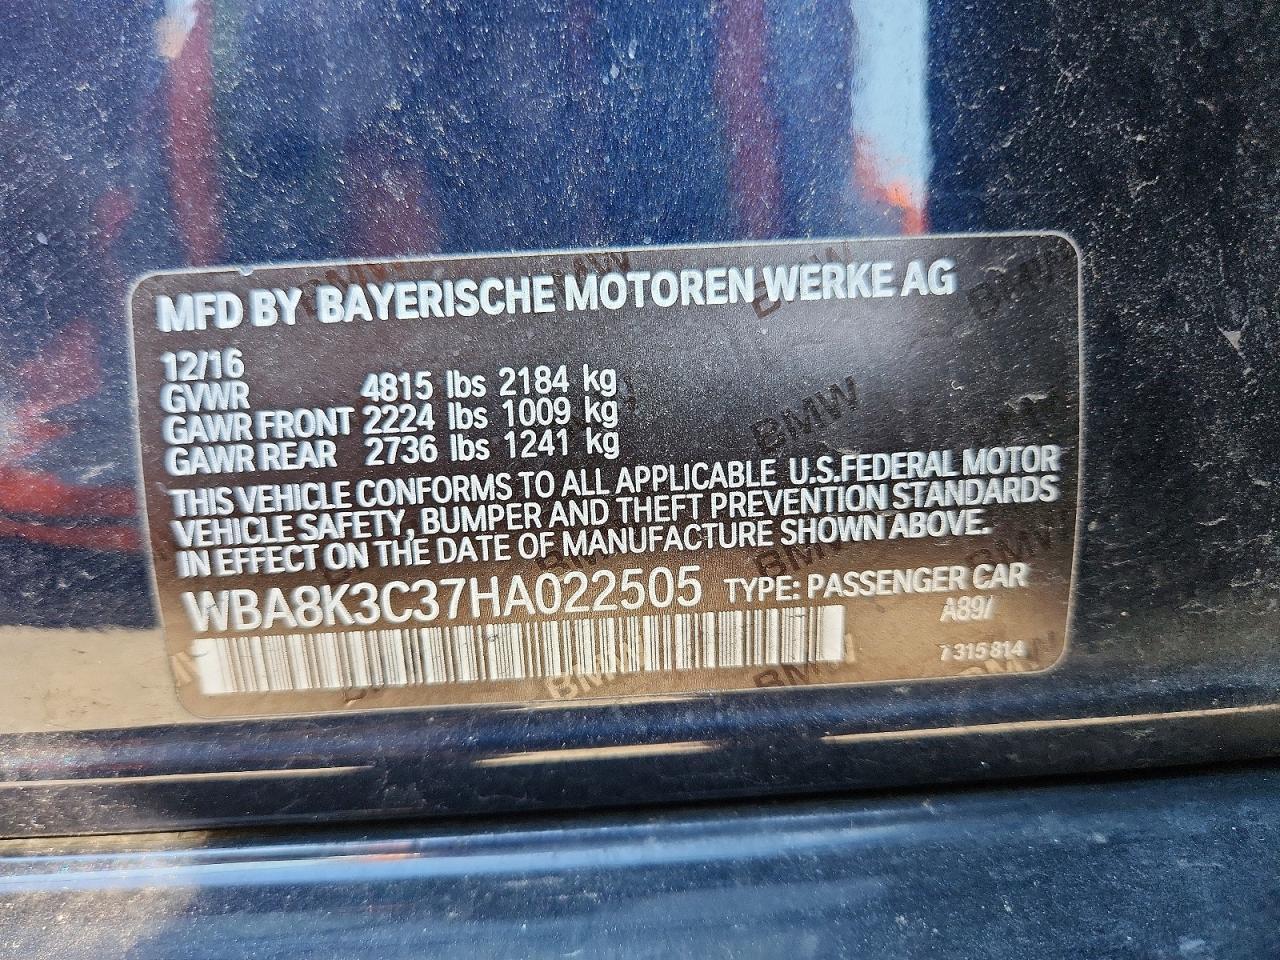 MFD BY BAYERISCHE MOTOREN WERKE AG
12/16
GVWR 4815 lbs 2184 kg
GAWR FRONT 2224 lbs 1009 kg
GAWR REAR 2736 lbs 1241 kg
THIS VEHICLE CONFORMS TO ALL APPLICABLE U.S.FEDERAL MOTOR
VEHICLE SAFETY, BUMPER AND THEFT PREVENTION STANDARDS
IN EFFECT ON THE DATE OF MANUFACTURE SHOWN ABOVE.
WBA8K3C37HA022505 TYPE: PASSENGER CAR
A89/
7 315 814